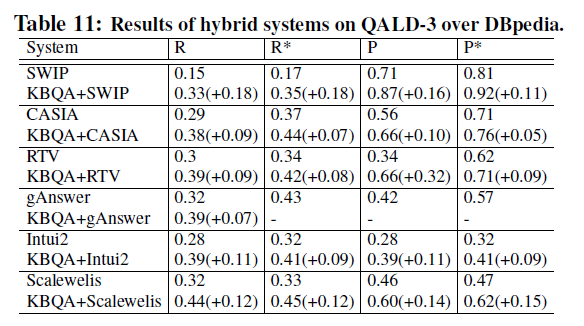 Table 11: Results of hybrid systems on QALD-3 over DBpedia.
System R R* P P*
SWIP 0.15 0.17 0.71 0.81
KBQA+SWIP 0.33(+0.18) 0.35(+0.18) 0.87(+0.16) 0.92(+0.11)
CASIA 0.29 0.37 0.56 0.71
KBQA+CASIA 0.38(+0.09) 0.44(+0.07) 0.66(+0.10) 0.76(+0.05)
RTV 0.3 0.34 0.34 0.62
KBQA+RTV 0.39(+0.09) 0.42(+0.08) 0.66(+0.32) 0.71(+0.09)
gAnswer 0.32 0.43 0.42 0.57
KBQA+gAnswer 0.39(+0.07) - - -
Intui2 0.28 0.32 0.28 0.32
KBQA+Intui2 0.39(+0.11) 0.41(+0.09) 0.39(+0.11) 0.41(+0.09)
Scalewelis 0.32 0.33 0.46 0.47
KBQA+Scalewelis 0.44(+0.12) 0.45(+0.12) 0.60(+0.14) 0.62(+0.15)